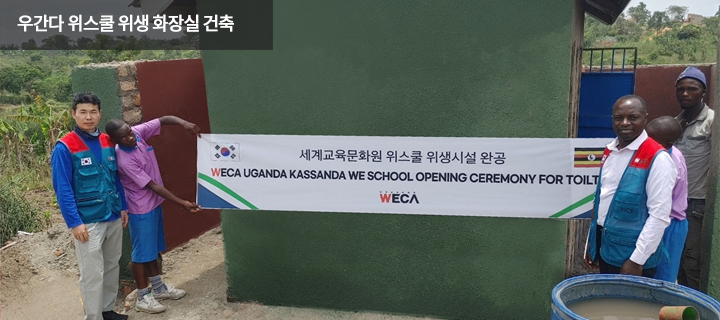 우간다 위스쿨 위생 화장실 건축
세계교육문화원 위스쿨 위생시설 완공
WECA UGANDA KASSANDA WE SCHOOL OPENING CEREMONY FOR TOILT
WECA